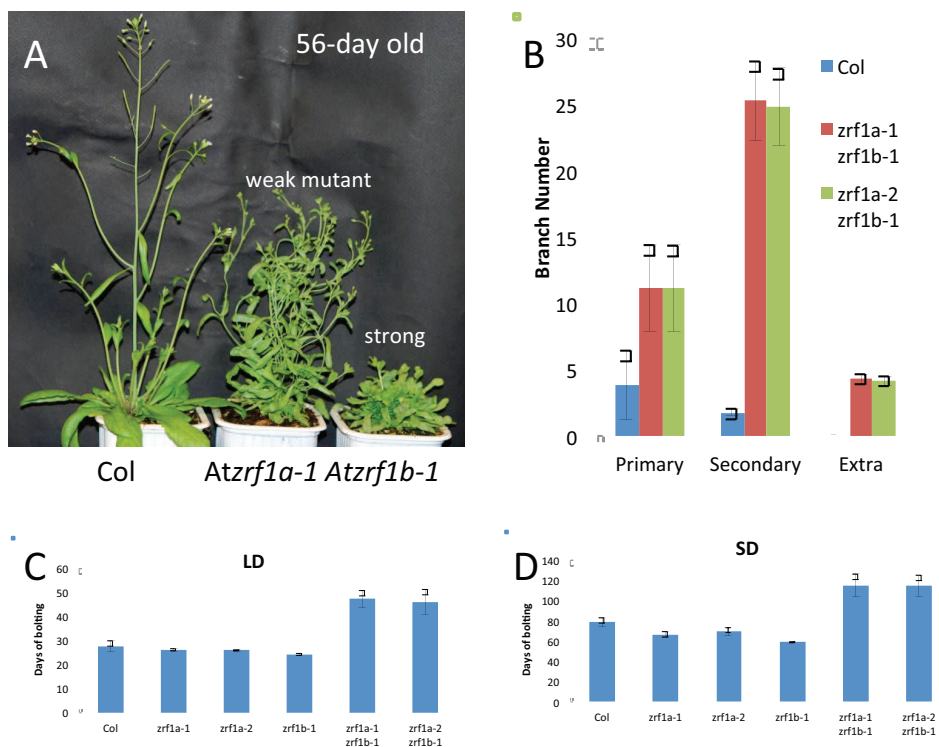 A
56-day old
weak mutant
strong
Col
Atzrf1a-1 Atzrf1b-1
B
Branch Number
30
25
20
15
10
5
0
Primary
Secondary
Extra
Col
zrf1a-1
zrf1b-1
zrf1a-2
zrf1b-1
C
LD
Days of bolting
60
50
40
30
20
10
0
Col
zrf1a-1
zrf1a-2
zrf1b-1
zrf1a-1
zrf1b-1
zrf1a-2
zrf1b-1
D
SD
Days of bolting
140
120
100
80
60
40
20
0
Col
zrf1a-1
zrf1a-2
zrf1b-1
zrf1a-1
zrf1b-1
zrf1a-2
zrf1b-1